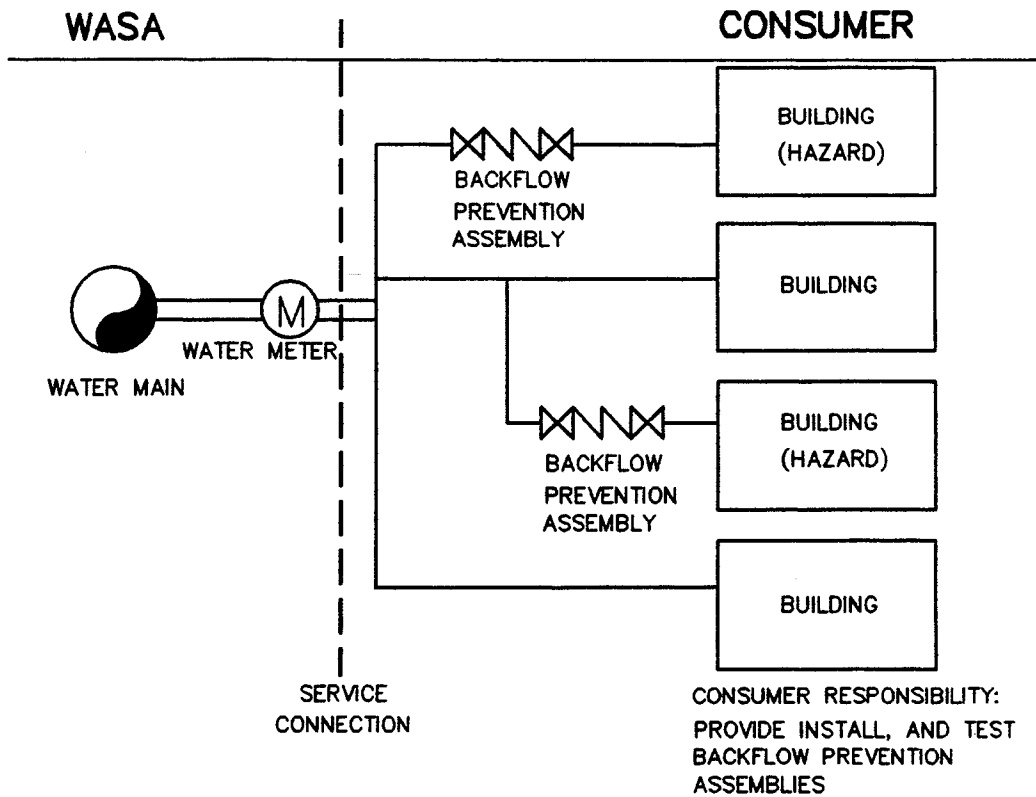 WASA
CONSUMER
BUILDING
(HAZARD)
BACKFLOW
PREVENTION
ASSEMBLY
BUILDING
M
WATER METER
WATER MAIN
BUILDING
(HAZARD)
BACKFLOW
PREVENTION
ASSEMBLY
BUILDING
SERVICE
CONNECTION
CONSUMER RESPONSIBILITY:
PROVIDE INSTALL, AND TEST
BACKFLOW PREVENTION
ASSEMBLIES